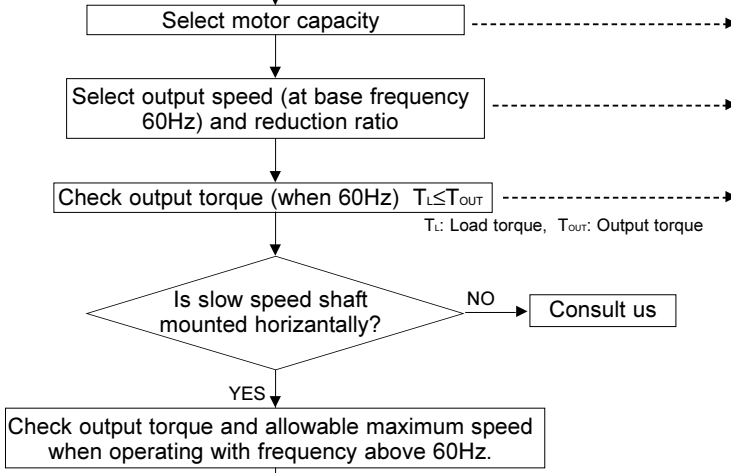 Select motor capacity
Select output speed (at base frequency
60Hz) and reduction ratio
Check output torque (when 60Hz) TL≤TOUT
TL: Load torque, TOUT: Output torque
Is slow speed shaft
mounted horizantally?
NO
Consult us
YES
Check output torque and allowable maximum speed
when operating with frequency above 60Hz.